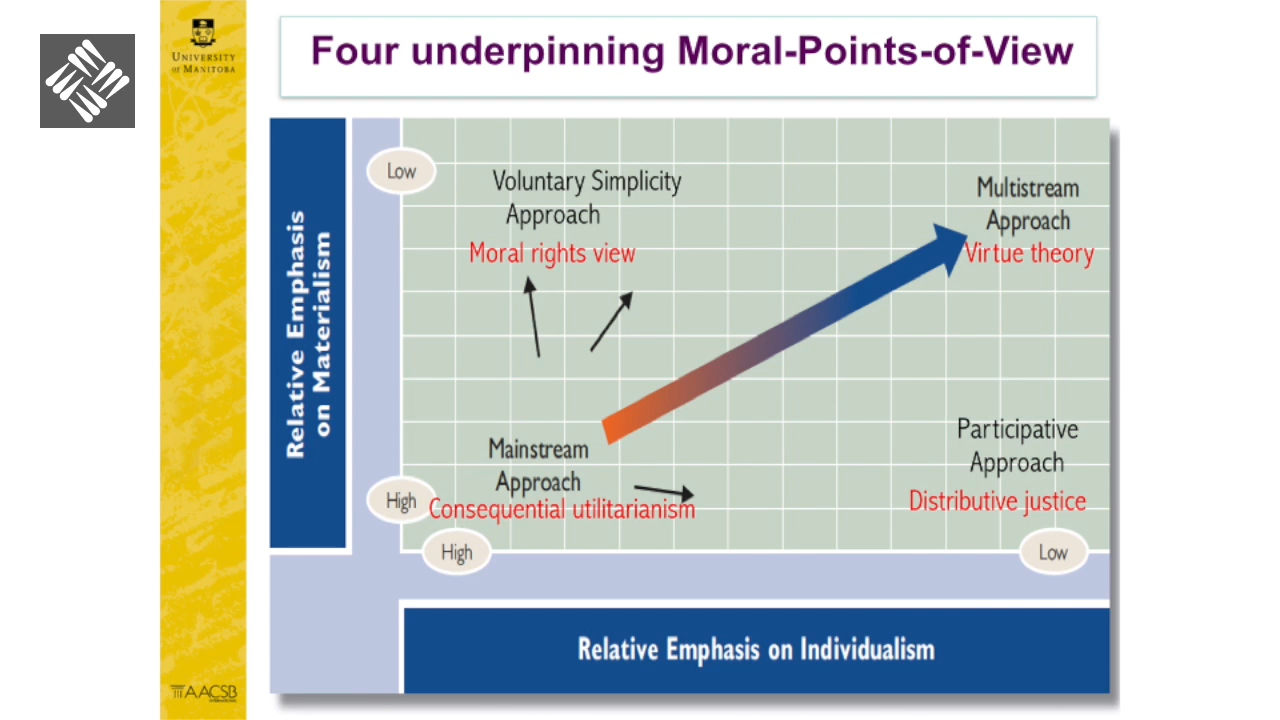 UNIVERSITY
OF MANITOBA
Four underpinning Moral-Points-of-View
Relative Emphasis
on Materialism
Low
Voluntary Simplicity
Approach
Moral rights view
Multistream
Approach
Virtue theory
Mainstream
Approach
Consequential utilitarianism
Participative
Approach
Distributive justice
High
High
Low
Relative Emphasis on Individualism
AACSB
INTERNATIONAL